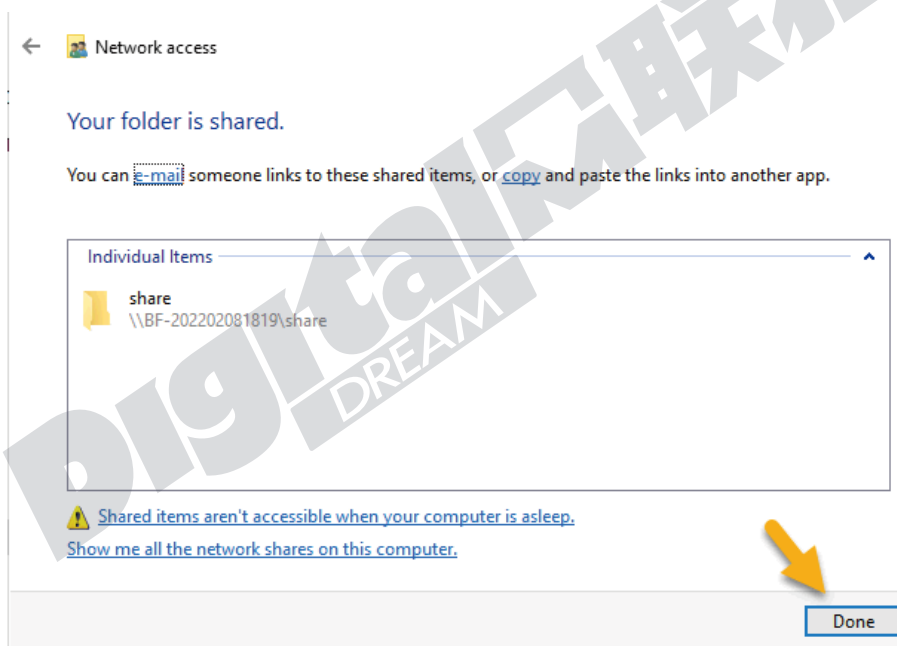 Network access
Your folder is shared.
You can e-mail someone links to these shared items, or copy and paste the links into another app.
Individual Items
share
\\BF-202202081819\share
Shared items aren't accessible when your computer is asleep.
Show me all the network shares on this computer.
Done
Digital
DREAM
联